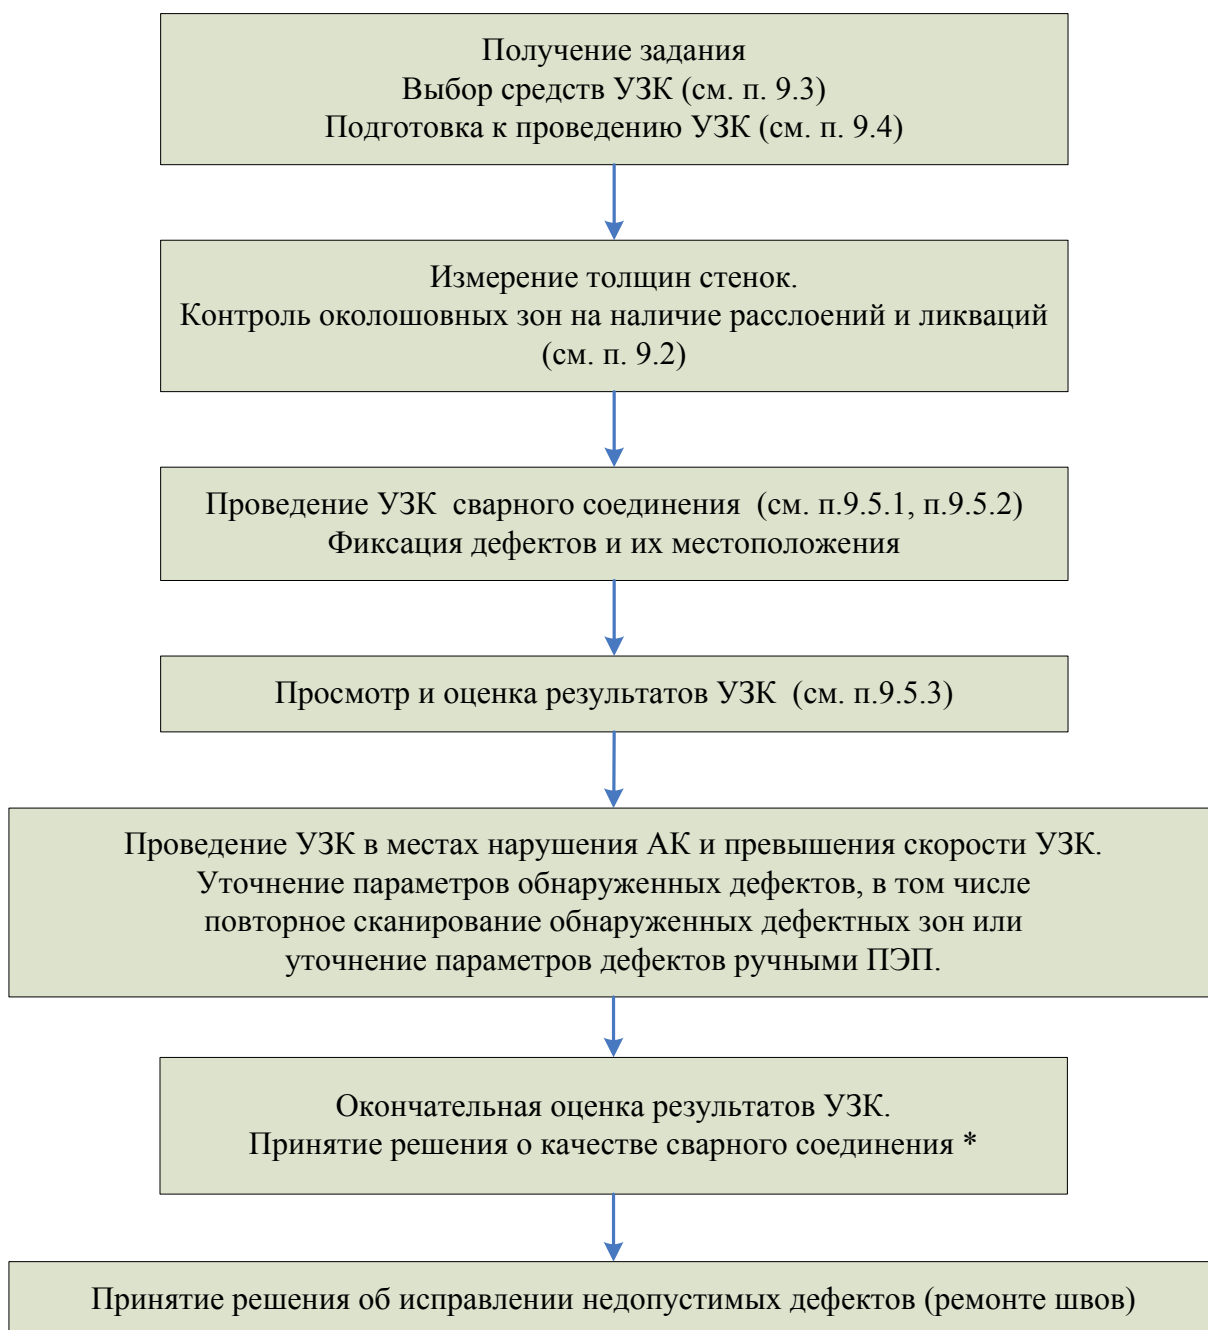 Получение задания
Выбор средств УЗК (см. п. 9.3)
Подготовка к проведению УЗК (см. п. 9.4)
Измерение толщин стенок.
Контроль околошовных зон на наличие расслоений и ликваций
(см. п. 9.2)
Проведение УЗК сварного соединения (см. п.9.5.1, п.9.5.2)
Фиксация дефектов и их местоположения
Просмотр и оценка результатов УЗК (см. п.9.5.3)
Проведение УЗК в местах нарушения АК и превышения скорости УЗК.
Уточнение параметров обнаруженных дефектов, в том числе
повторное сканирование обнаруженных дефектных зон или
уточнение параметров дефектов ручными ПЭП.
Окончательная оценка результатов УЗК.
Принятие решения о качестве сварного соединения *
Принятие решения об исправлении недопустимых дефектов (ремонте швов)